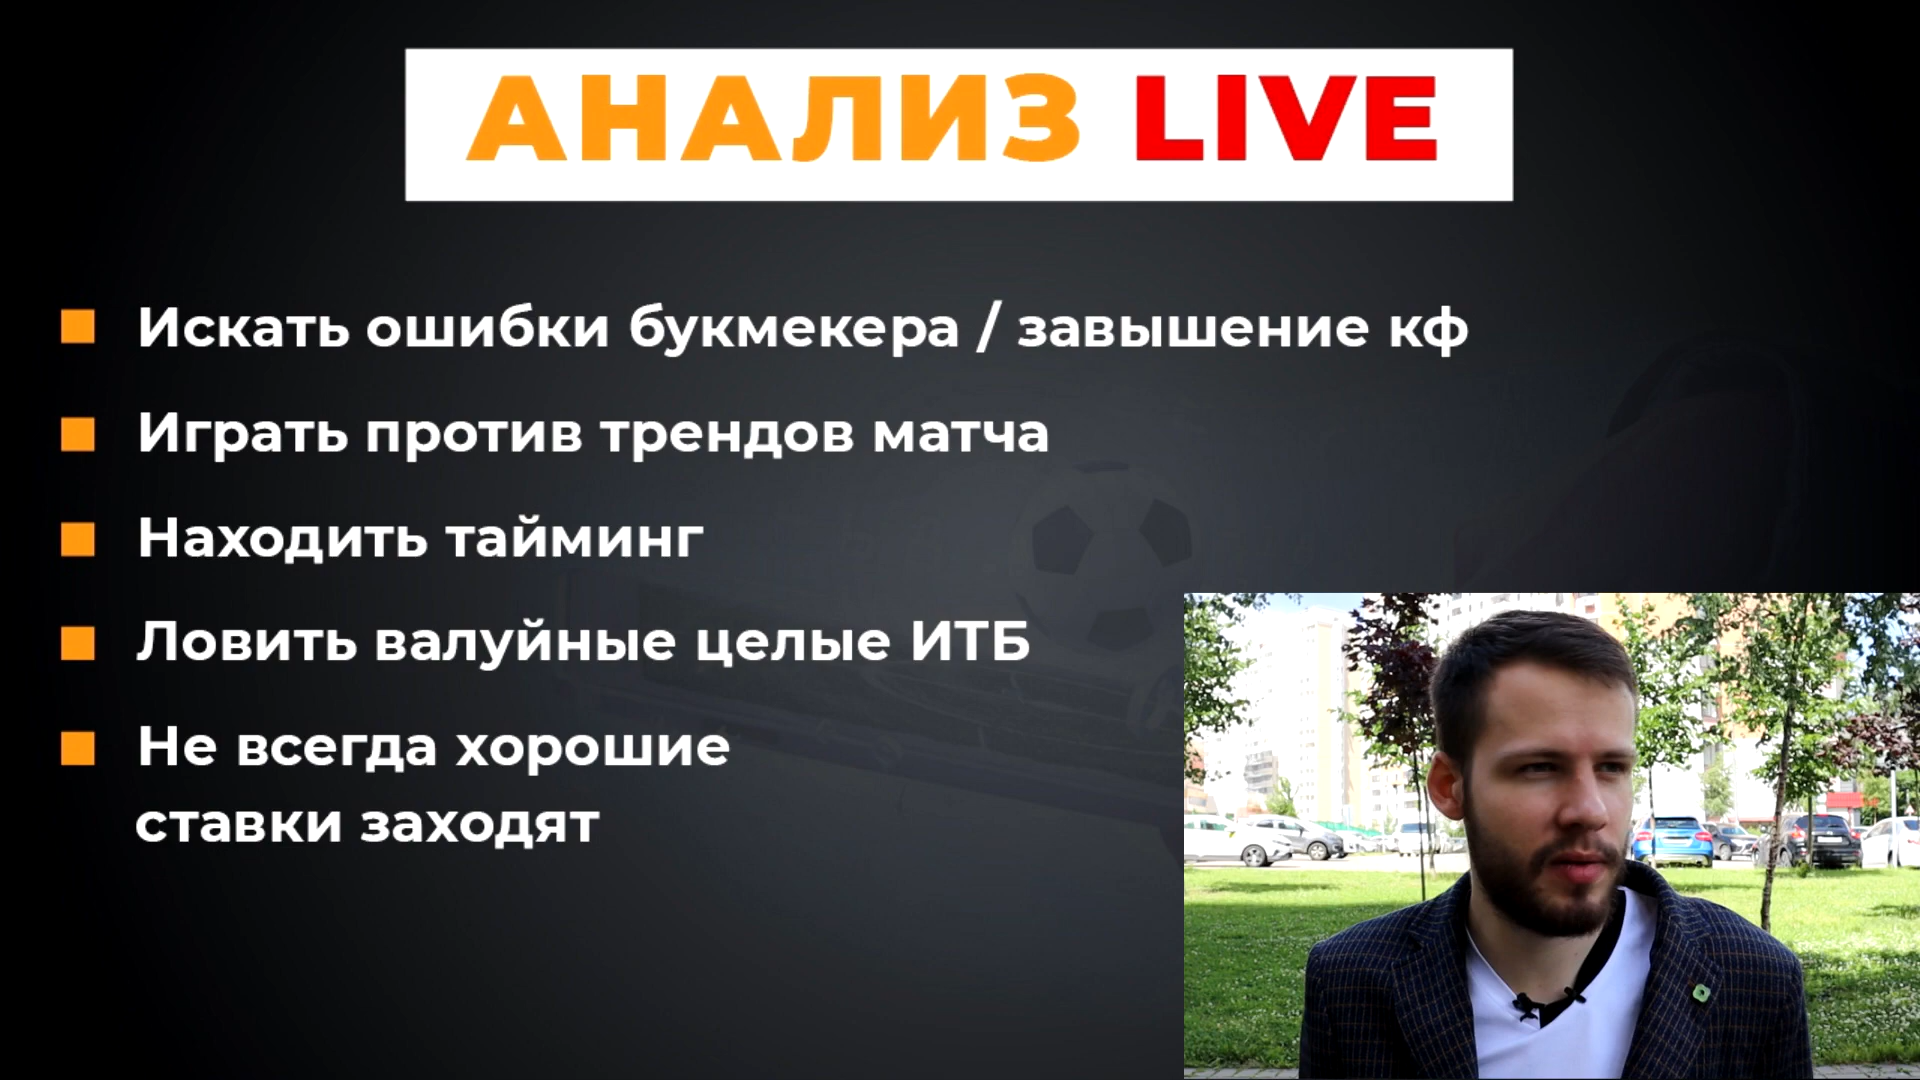 АНАЛИЗ LIVE
Искать ошибки букмекера / завышение кф
Играть против трендов матча
Находить тайминг
Ловить валуйные целые ИТБ
Не всегда хорошие
ставки заходят